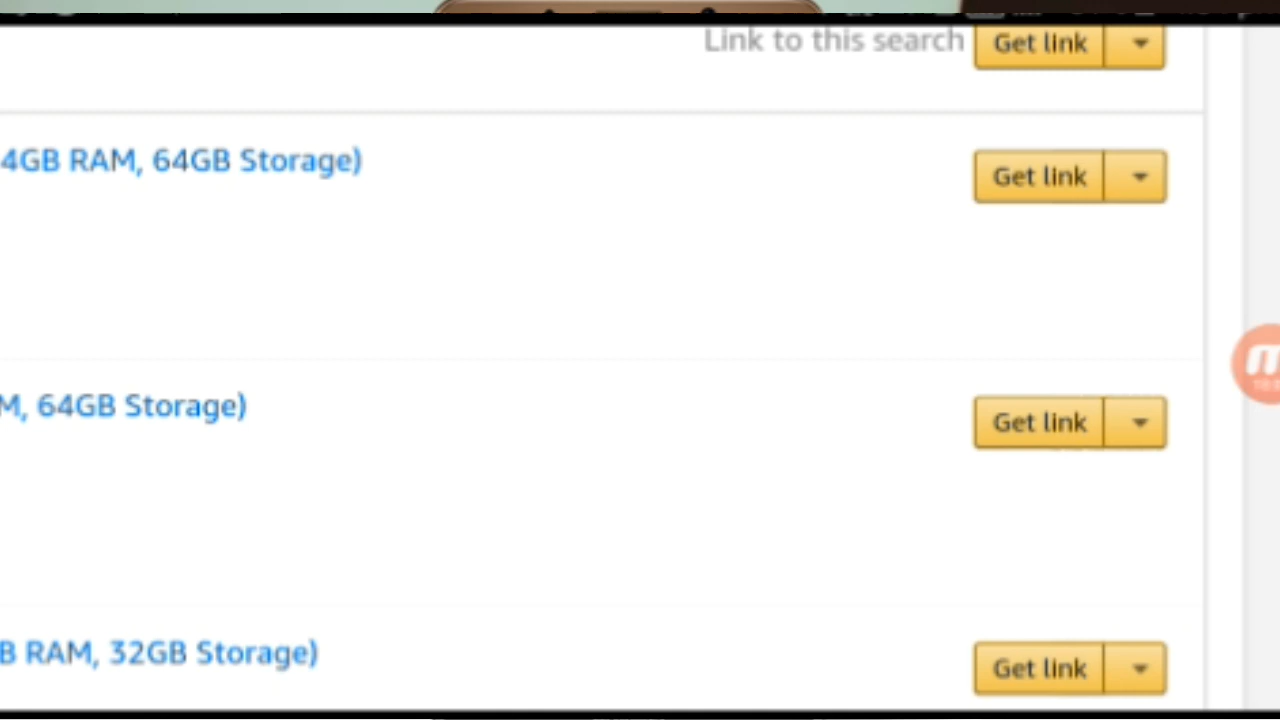 Link to this search Get link
4GB RAM, 64GB Storage) Get link
M, 64GB Storage) Get link
B RAM, 32GB Storage) Get link